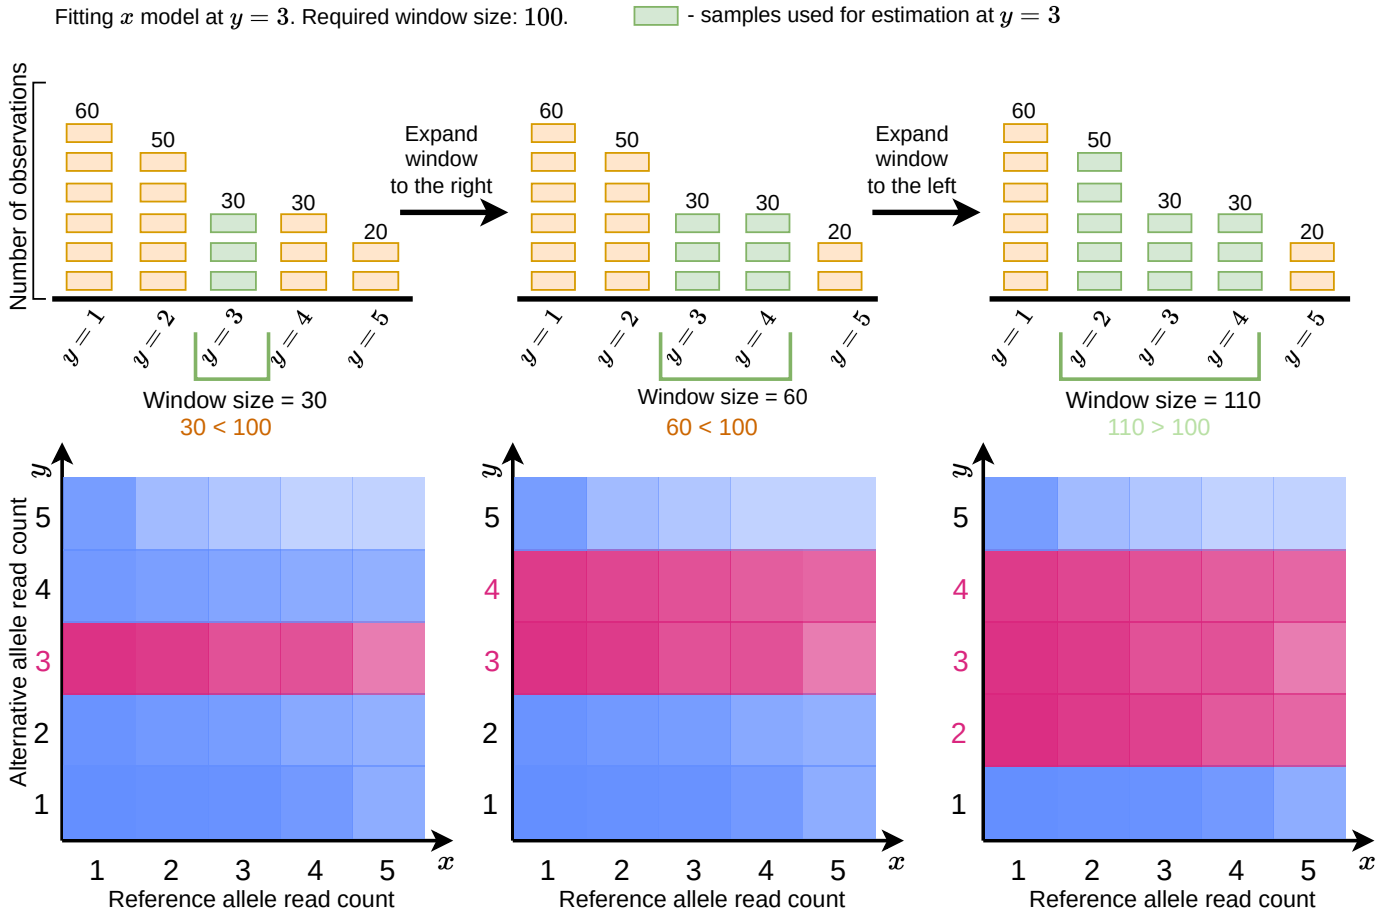 Fitting x model at y = 3. Required window size: 100.
- samples used for estimation at y = 3
Number of observations
60
50
30
30
20
y = 1
y = 2
y = 3
y = 4
y = 5
Window size = 30
30 < 100
Expand
window
to the right
60
50
30
30
20
y = 1
y = 2
y = 3
y = 4
y = 5
Window size = 60
60 < 100
Expand
window
to the left
60
50
30
30
20
y = 1
y = 2
y = 3
y = 4
y = 5
Window size = 110
110 > 100
Alternative allele read count
y
5
4
3
2
1
1 2 3 4 5
x
Reference allele read count
y
5
4
3
2
1
1 2 3 4 5
x
Reference allele read count
y
5
4
3
2
1
1 2 3 4 5
x
Reference allele read count